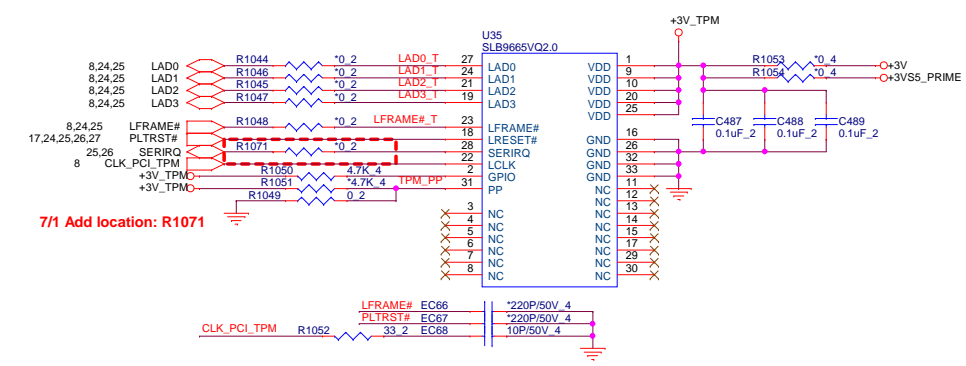 +3V_TPM
U35
SLB9665VQ2.0
8,24,25 LAD0 R1044 *0_2 LAD0_T 27 LAD0 VDD 1 R1053 *0_4 +3V
8,24,25 LAD1 R1046 *0_2 LAD1_T 24 LAD1 VDD 9 R1054 *0_4 +3VS5_PRIME
8,24,25 LAD2 R1045 *0_2 LAD2_T 21 LAD2 VDD 10
8,24,25 LAD3 R1047 *0_2 LAD3_T 19 LAD3 VDD 20
VDD 25
C487 C488 C489
0.1uF_2 0.1uF_2 0.1uF_2
8,24,25 LFRAME# R1048 *0_2 LFRAME#_T 23 LFRAME#
17,24,25,26,27 PLTRST# 18 LRESET# GND 16
25,26 SERIRQ R1071 *0_2 28 SERIRQ GND 26
8 CLK_PCI_TPM 22 LCLK GND 32
+3V_TPM R1050 4.7K_4 2 GPIO GND 33
+3V_TPM R1051 *4.7K_4 TPM_PP 31 PP NC 11
R1049 0_2 NC 12
3 NC NC 13
4 NC NC 14
5 NC NC 15
6 NC NC 17
7 NC NC 29
8 NC NC 30
7/1 Add location: R1071
LFRAME# EC66 *220P/50V_4
PLTRST# EC67 *220P/50V_4
CLK_PCI_TPM R1052 33_2 EC68 10P/50V_4